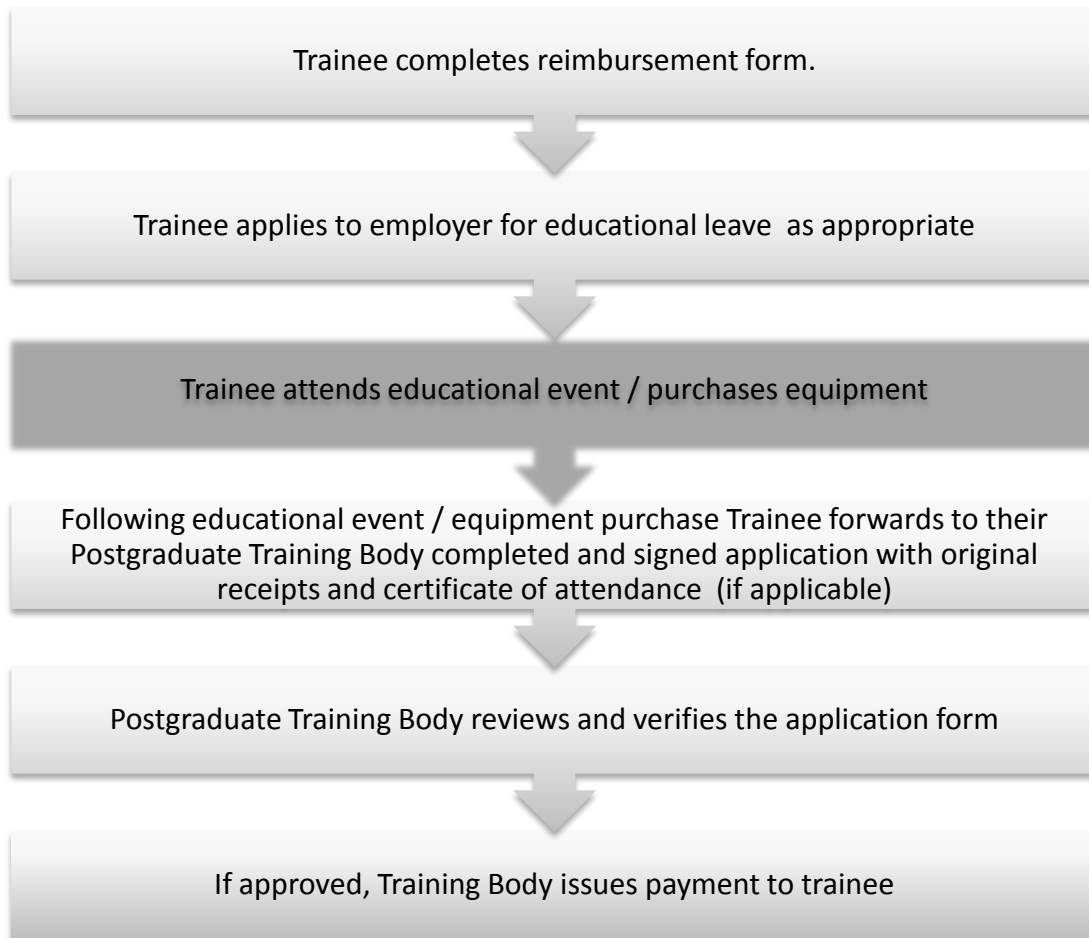 Trainee completes reimbursement form.
Trainee applies to employer for educational leave  as appropriate
Trainee attends educational event / purchases equipment
Following educational event / equipment purchase Trainee forwards to their
Postgraduate Training Body completed and signed application with original
receipts and certificate of attendance  (if applicable)
Postgraduate Training Body reviews and verifies the application form
If approved, Training Body issues payment to trainee